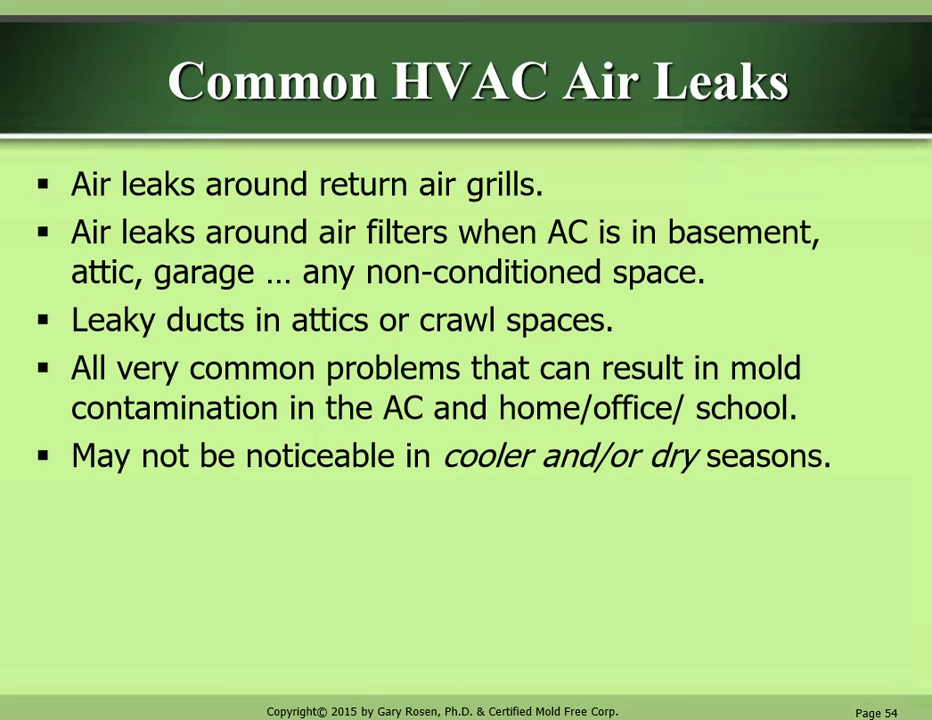 Common HVAC Air Leaks
▪ Air leaks around return air grills.
▪ Air leaks around air filters when AC is in basement,
attic, garage … any non-conditioned space.
▪ Leaky ducts in attics or crawl spaces.
▪ All very common problems that can result in mold
contamination in the AC and home/office/ school.
▪ May not be noticeable in cooler and/or dry seasons.
Copyright© 2015 by Gary Rosen, Ph.D. & Certified Mold Free Corp.
Page 54